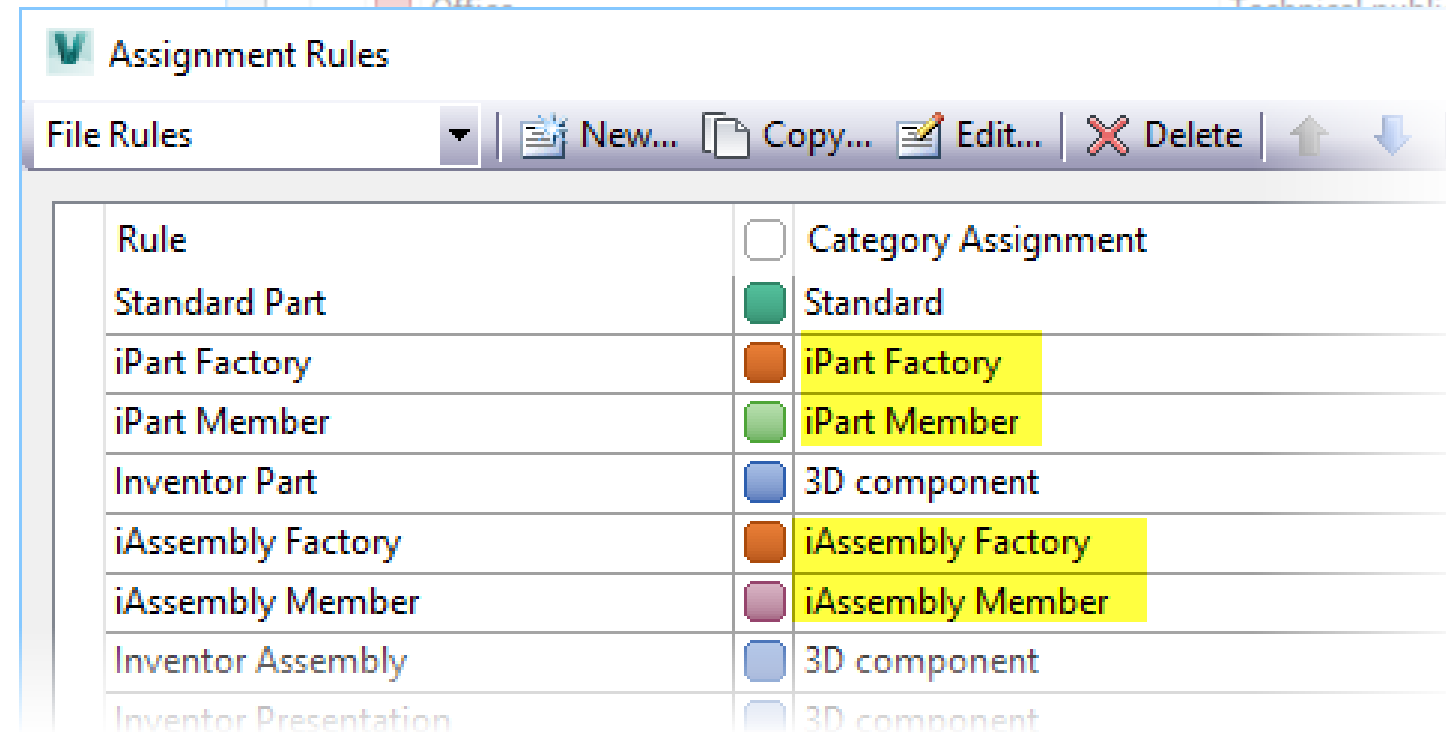 Office
Assignment Rules
File Rules New... Copy... Edit... Delete
Rule Category Assignment
Standard Part Standard
iPart Factory iPart Factory
iPart Member iPart Member
Inventor Part 3D component
iAssembly Factory iAssembly Factory
iAssembly Member iAssembly Member
Inventor Assembly 3D component
Inventor Presentation 3D component